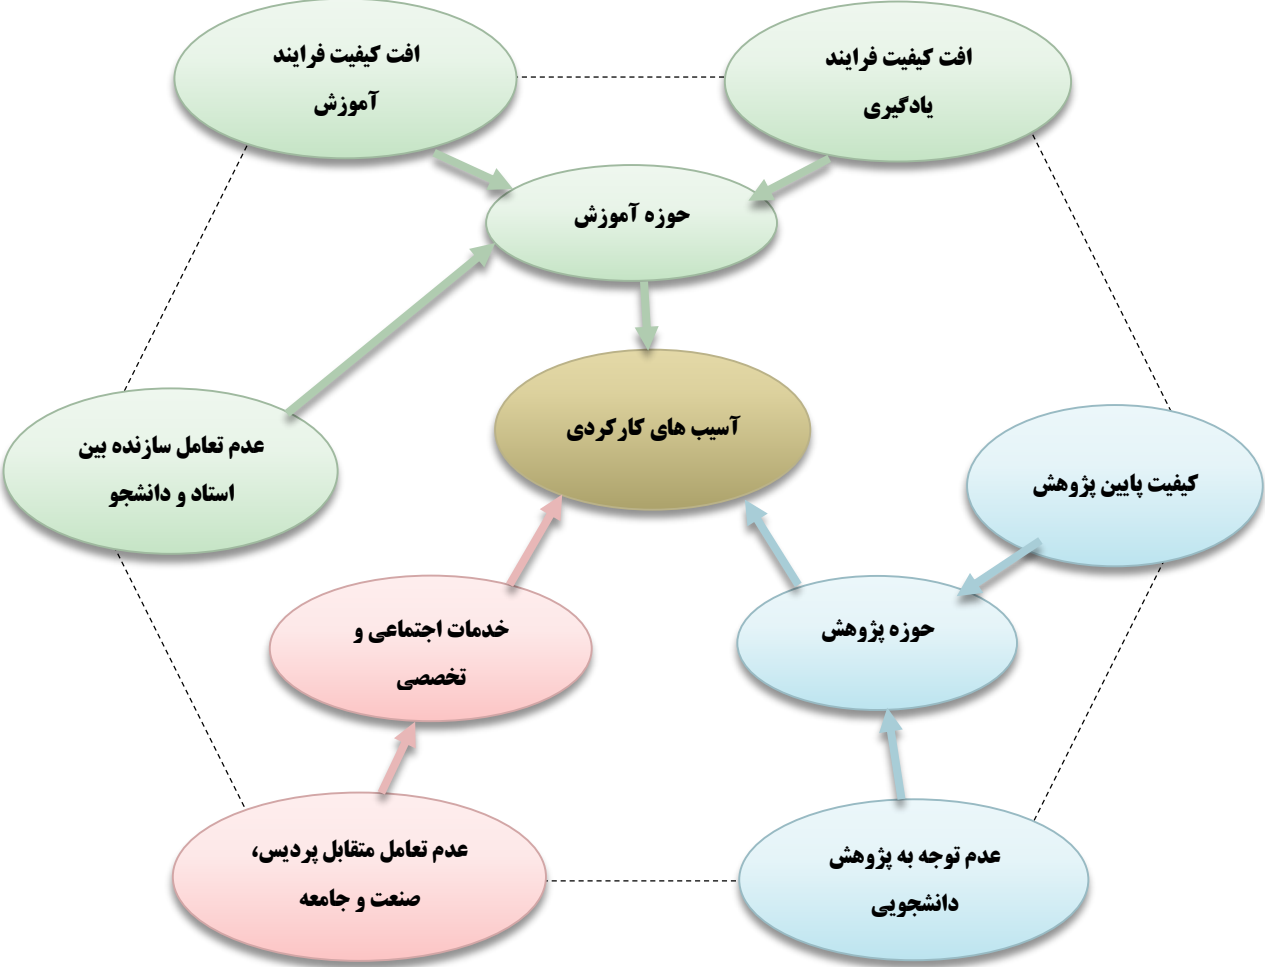 افت کیفیت فرایند
یادگیری
افت کیفیت فرایند
آموزش
حوزه آموزش
آسیب های کارکردی
عدم تعامل سازنده بین
استاد و دانشجو
کیفیت پایین پژوهش
حوزه پژوهش
خدمات اجتماعی و
تخصصی
عدم توجه به پژوهش
دانشجویی
عدم تعامل متقابل پردیس،
صنعت و جامعه